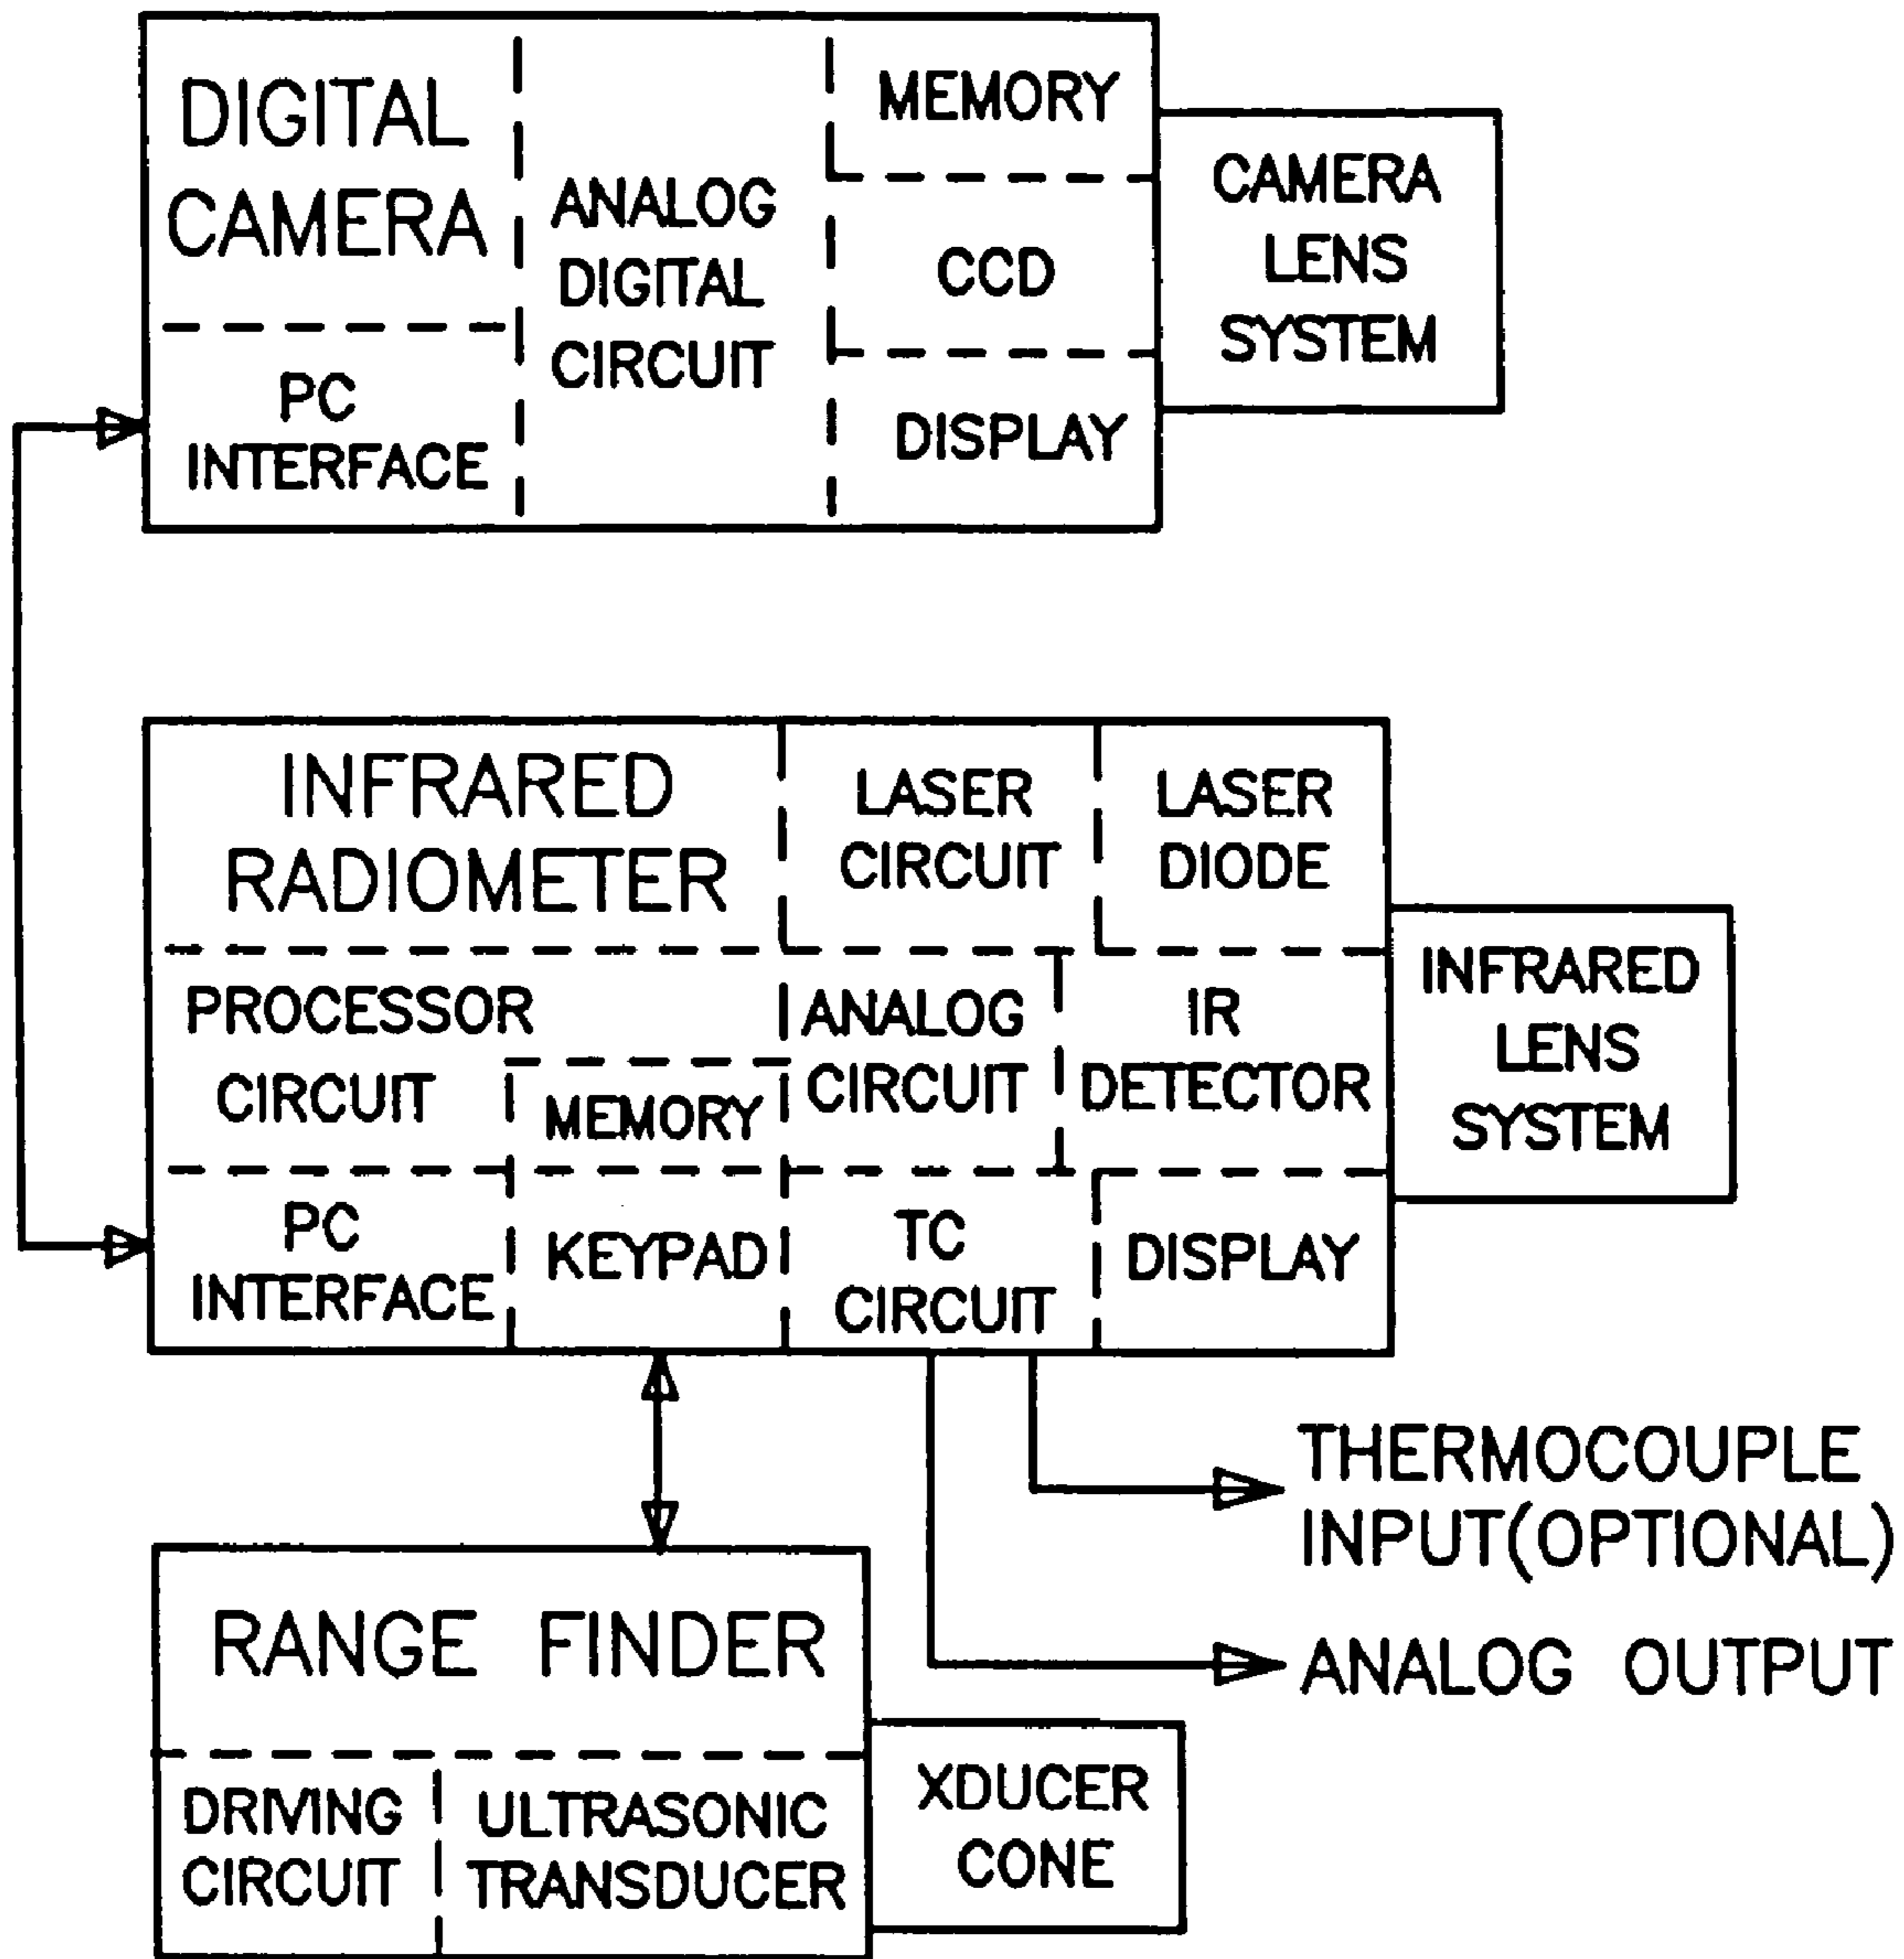 DIGITAL
CAMERA
PC
INTERFACE
ANALOG
DIGITAL
CIRCUIT
MEMORY
CCD
DISPLAY
CAMERA
LENS
SYSTEM
INFRARED
RADIOMETER
LASER
CIRCUIT
LASER
DIODE
PROCESSOR
CIRCUIT
MEMORY
ANALOG
CIRCUIT
IR
DETECTOR
PC
INTERFACE
KEYPAD
TC
CIRCUIT
DISPLAY
INFRARED
LENS
SYSTEM
THERMOCOUPLE
INPUT(OPTIONAL)
ANALOG OUTPUT
RANGE FINDER
DRIVING
CIRCUIT
ULTRASONIC
TRANSDUCER
XDUCER
CONE